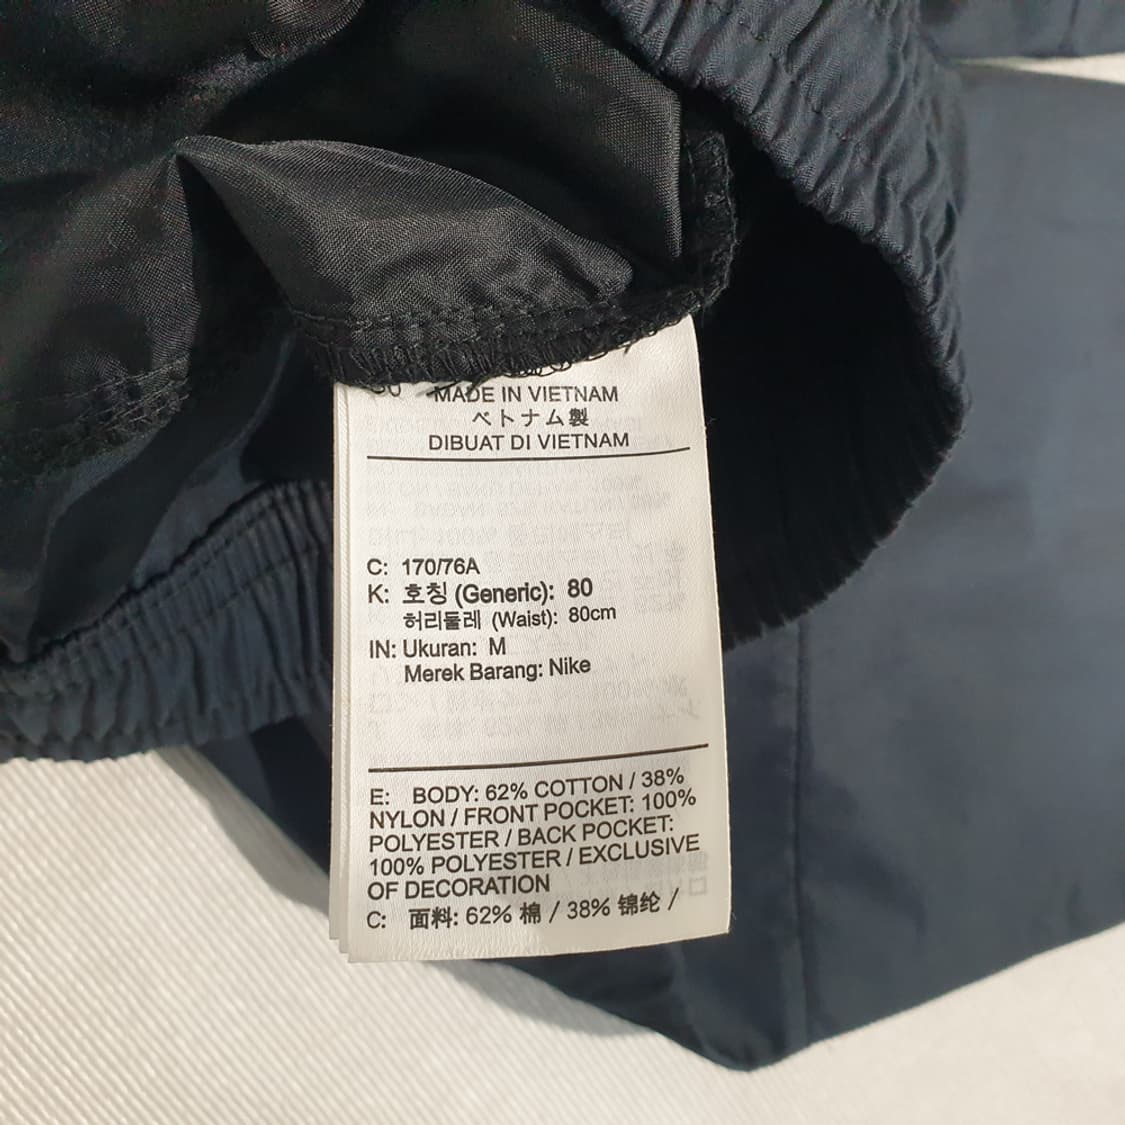 MADE IN VIETNAM
ベトナム製
DIBUAT DI VIETNAM
C: 170/76A
K: 호칭 (Generic): 80
허리둘레 (Waist): 80cm
IN: Ukuran: M
Merek Barang: Nike
E: BODY: 62% COTTON / 38%
NYLON / FRONT POCKET: 100%
POLYESTER / BACK POCKET:
100% POLYESTER / EXCLUSIVE
OF DECORATION
C: 面料: 62% 棉 / 38% 锦纶 /